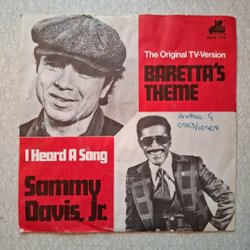 The Original TV-Version
BARETTA'S
THEME
I Heard A Song
Sammy
Davis, Jr.